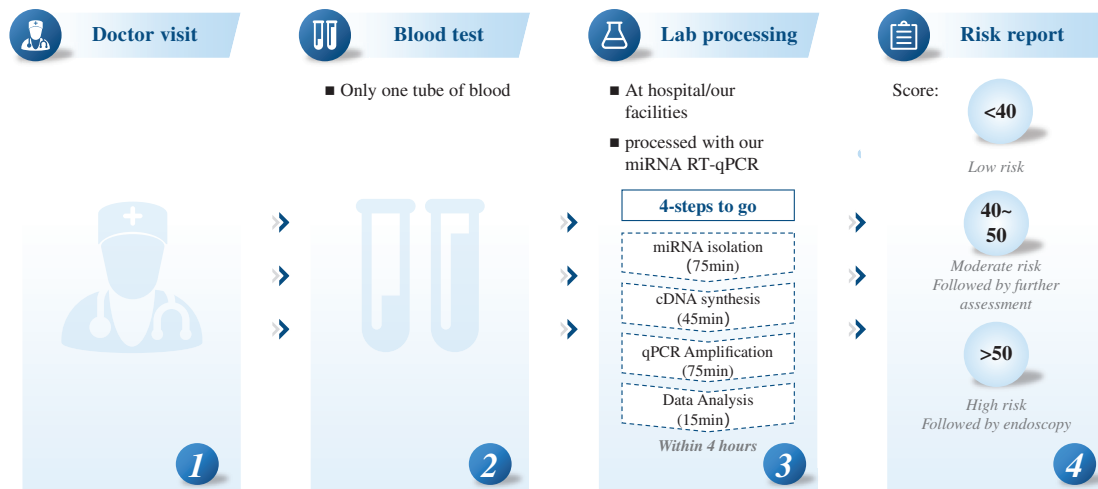 Doctor visit
1
Blood test
■ Only one tube of blood
2
Lab processing
■ At hospital/our
facilities
■ processed with our
miRNA RT-qPCR
4-steps to go
miRNA isolation
(75min)
cDNA synthesis
(45min)
qPCR Amplification
(75min)
Data Analysis
(15min)
Within 4 hours
3
Risk report
Score:
<40
Low risk
40~
50
Moderate risk
Followed by further
assessment
>50
High risk
Followed by endoscopy
4